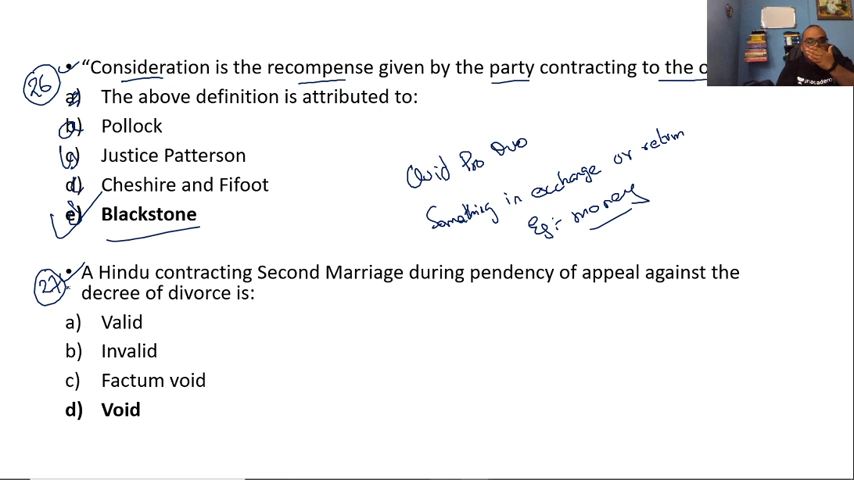 26
• “Consideration is the recompense given by the party contracting to the o
The above definition is attributed to:
Pollock
Justice Patterson
Cheshire and Fifoot
Blackstone
Quid Pro Quo
Something in exchange or return
Eg:- money
27
• A Hindu contracting Second Marriage during pendency of appeal against the
decree of divorce is:
a) Valid
b) Invalid
c) Factum void
d) Void